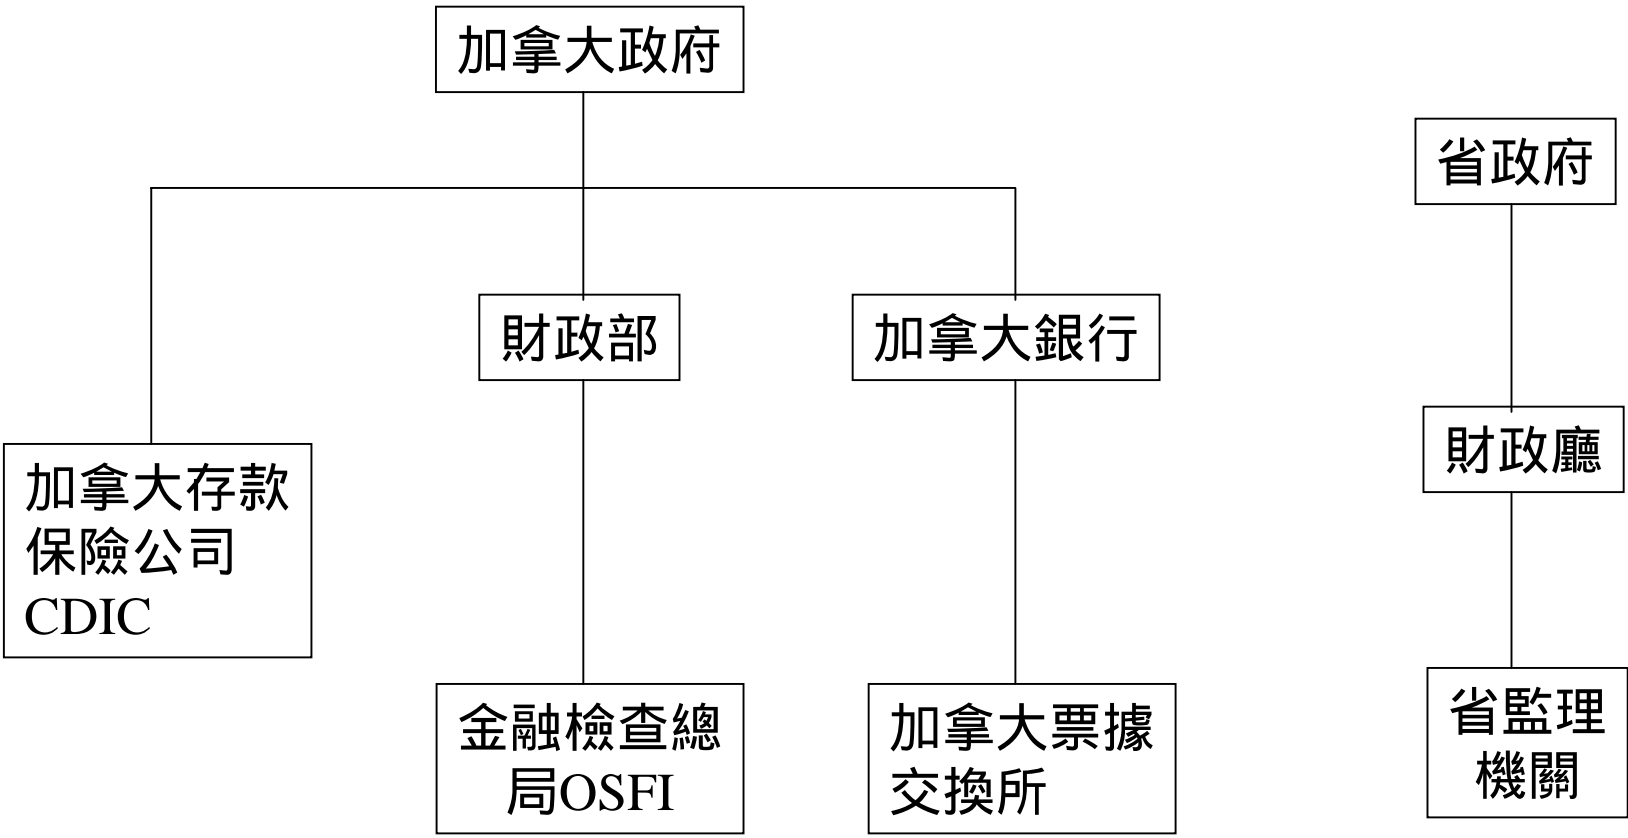 加拿大政府
省政府
財政部
加拿大銀行
財政廳
加拿大存款
保險公司
CDIC
金融檢查總
局OSFI
加拿大票據
交換所
省監理
機關